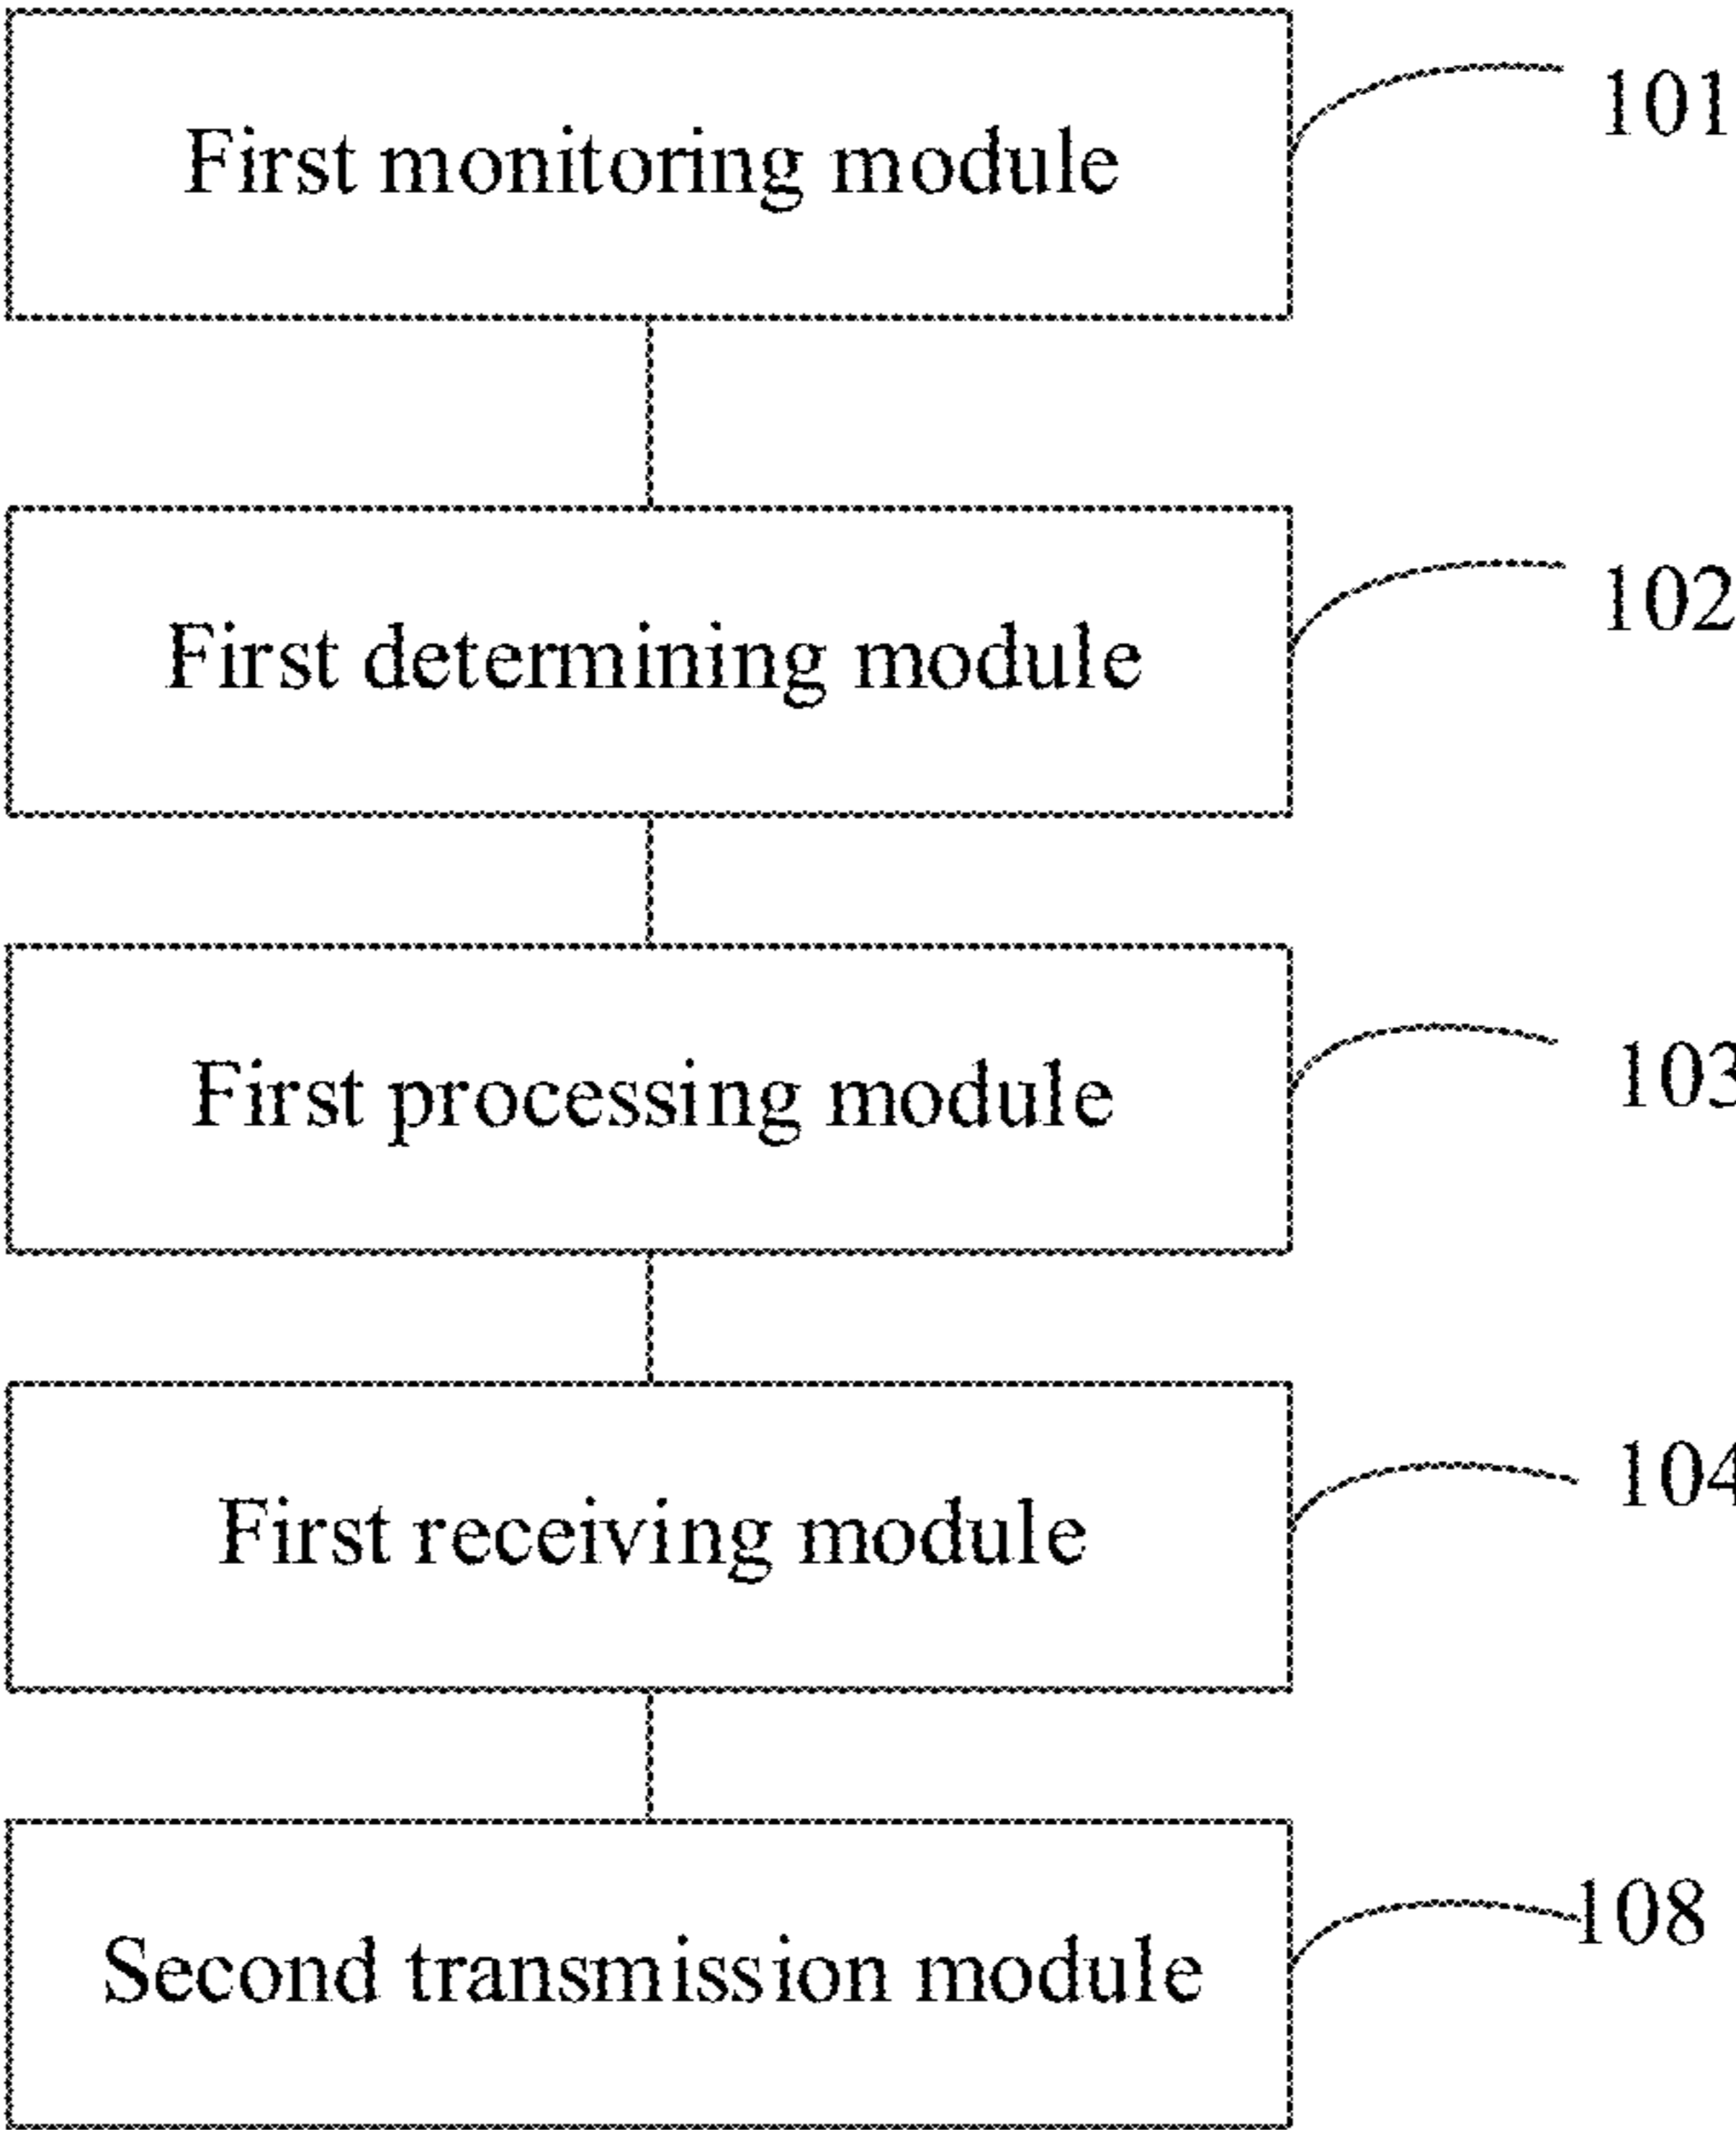 First monitoring module
101
First determining module
102
First processing module
103
First receiving module
104
Second transmission module
108